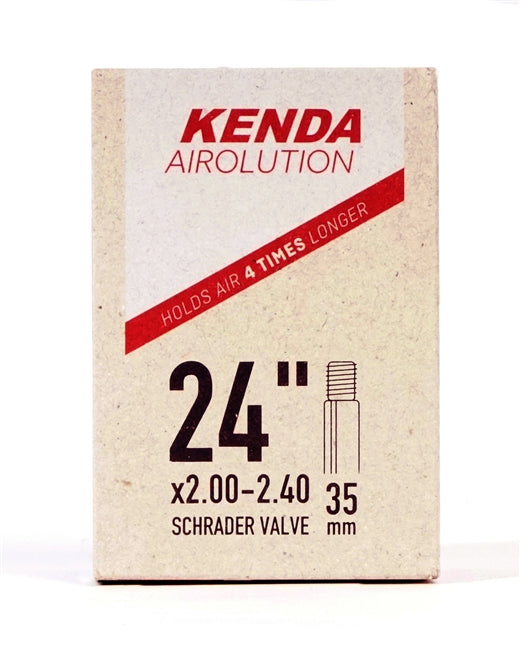 KENDA
AIROLUTION
HOLDS AIR 4 TIMES LONGER
24"
x2.00-2.40
SCHRADER VALVE
35
mm